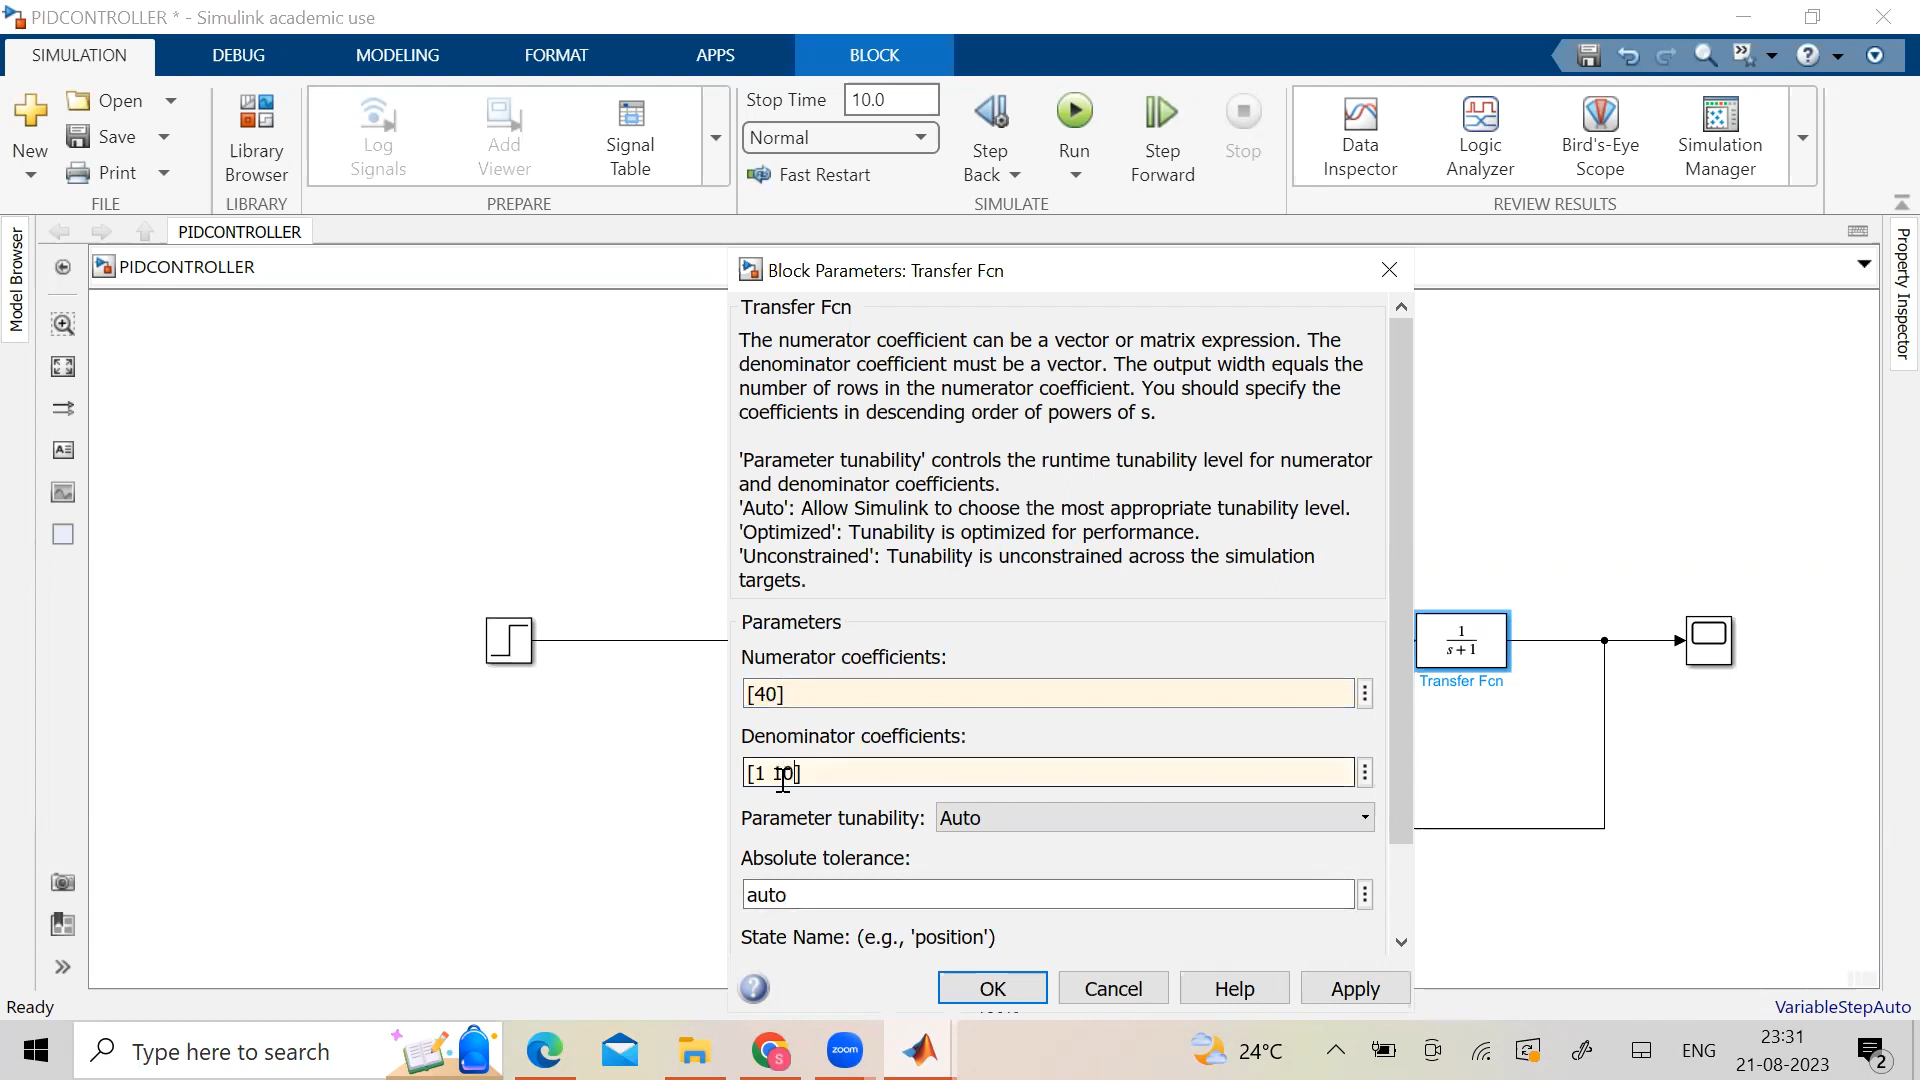 PIDCONTROLLER * - Simulink academic use
SIMULATION DEBUG MODELING FORMAT APPS BLOCK
New
Open
Save
Print
FILE
Library
Browser
LIBRARY
Log
Signals
Add
Viewer
Signal
Table
PREPARE
Stop Time 10.0
Normal
Fast Restart
Step
Back
Run
Step
Forward
Stop
SIMULATE
Data
Inspector
Logic
Analyzer
Bird's-Eye
Scope
Simulation
Manager
REVIEW RESULTS
Model Browser
PIDCONTROLLER
PIDCONTROLLER
Property Inspector
Block Parameters: Transfer Fcn
Transfer Fcn
The numerator coefficient can be a vector or matrix expression. The
denominator coefficient must be a vector. The output width equals the
number of rows in the numerator coefficient. You should specify the
coefficients in descending order of powers of s.
'Parameter tunability' controls the runtime tunability level for numerator
and denominator coefficients.
'Auto': Allow Simulink to choose the most appropriate tunability level.
'Optimized': Tunability is optimized for performance.
'Unconstrained': Tunability is unconstrained across the simulation
targets.
Parameters
Numerator coefficients:
[40]
Denominator coefficients:
[1 10]
Parameter tunability: Auto
Absolute tolerance:
auto
State Name: (e.g., 'position')
OK Cancel Help Apply
1
s+1
Transfer Fcn
Ready
VariableStepAuto
Type here to search
zoom
24°C
ENG
23:31
21-08-2023
2